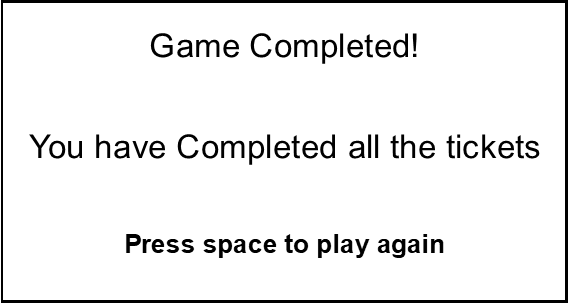 Game Completed!
You have Completed all the tickets
Press space to play again